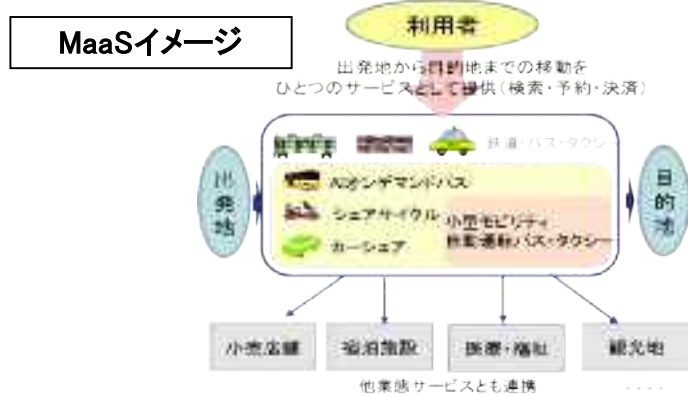 MaaSイメージ
利用者
出発地から目的地までの移動を
ひとつのサービスとして提供(検索・予約・決済)
鉄道・バス・タクシー
出発地
AIオンデマンドバス
シェアサイクル
カーシェア
小型モビリティ
自動運転バス・タクシー
目的地
小売店舗
宿泊施設
医療・福祉
観光地
他業態サービスとも連携
・・・・